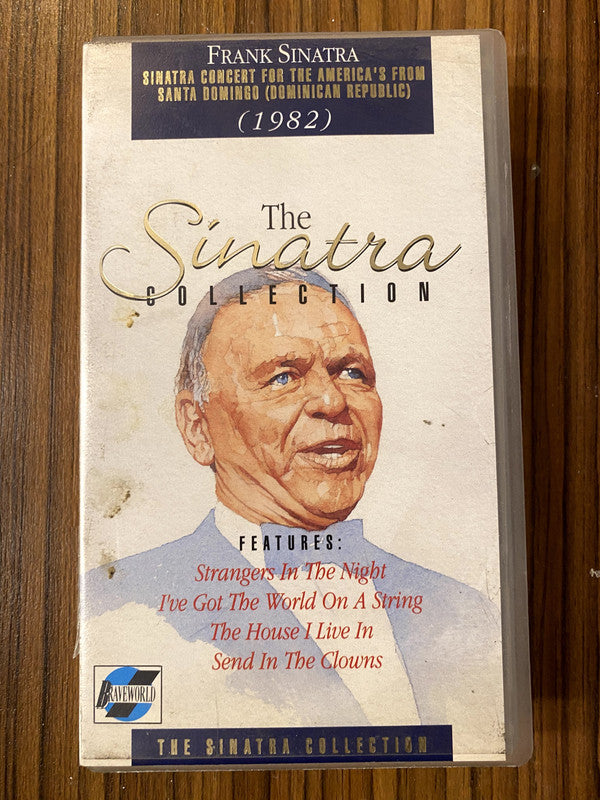 FRANK SINATRA
SINATRA CONCERT FOR THE AMERICA'S FROM
SANTA DOMINGO (DOMINICAN REPUBLIC)
(1982)
The
Sinatra
COLLECTION
FEATURES:
Strangers In The Night
I've Got The World On A String
The House I Live In
Send In The Clowns
BRAVEWORLD
THE SINATRA COLLECTION